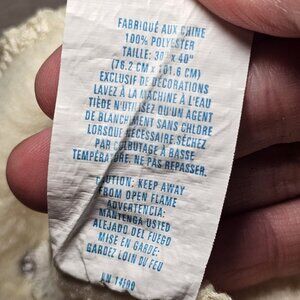 FABRIQUÉ AUX CHINE
100% POLYESTER
TAILLE: 30" X 40"
(76.2 CM X 101.6 CM)
EXCLUSIF DE DÉCORATIONS
LAVEZ À LA MACHINE À L'EAU
TIÈDE N'UTILISEZ QU'UN AGENT
DE BLANCHIMENT SANS CHLORE
LORSQUE NÉCESSAIRE SÉCHEZ
PAR CULBUTAGE À BASSE
TEMPÉRATURE, NE PAS REPASSER.
CAUTION: KEEP AWAY
FROM OPEN FLAME
ADVERTENCIA:
MANTENGA USTED
ALEJADO DEL FUEGO
MISE EN GARDE:
GARDEZ LOIN DU FEU